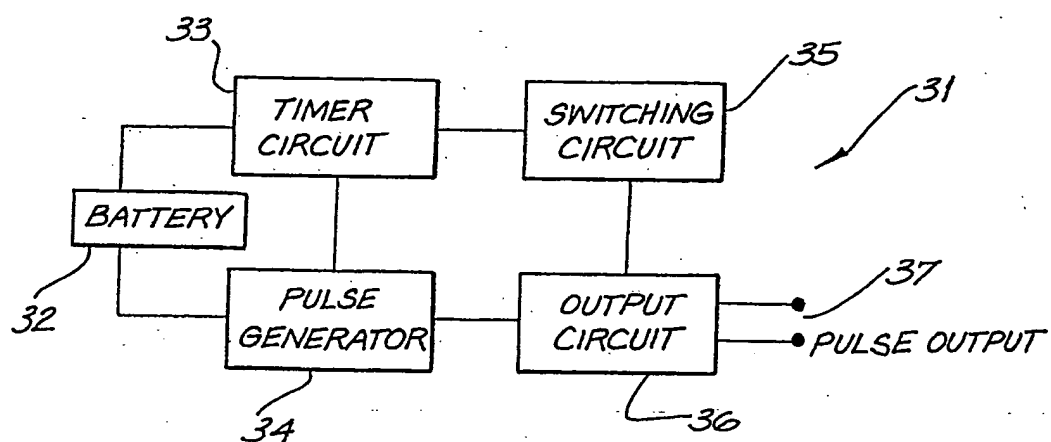 33
35
31
TIMER
CIRCUIT
SWITCHING
CIRCUIT
BATTERY
32
PULSE
GENERATOR
OUTPUT
CIRCUIT
37
PULSE OUTPUT
34
36